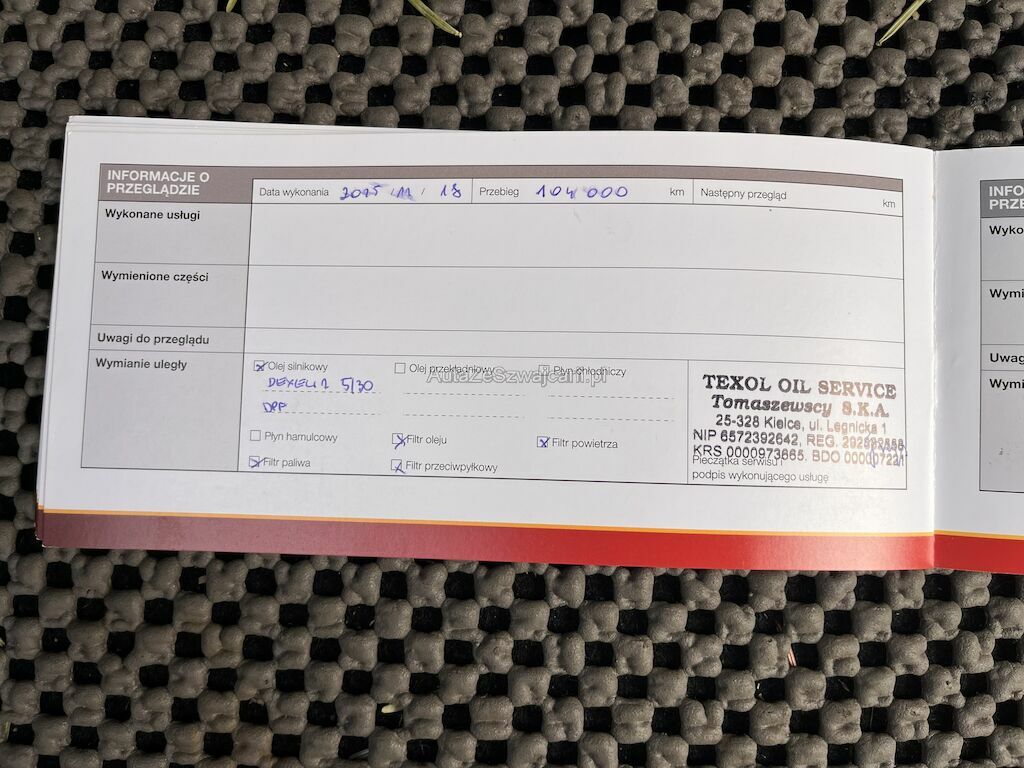 INFORMACJE O
PRZEGLĄDZIE
Data wykonania 2025 / 11 / 18 Przebieg 104 000 km Następny przegląd km
Wykonane usługi
Wymienione części
Uwagi do przeglądu
Wymianie uległy
Olej silnikowy Olej przekładniowy Płyn chłodniczy
5/30
DPF
AutaZeSzwajcarii.pl
Płyn hamulcowy Filtr oleju Filtr powietrza
Filtr paliwa Filtr przeciwpyłkowy
TEXOL OIL SERVICE
Tomaszewscy S.K.A.
25-328 Kielce, ul. Legnicka 1
NIP 6572392642, REG.
KRS 0000973665. BDO
Pieczątka serwisu i
podpis wykonującego usługę
INFO
PRZE
Wyko
Wymi
Uwag
Wymi